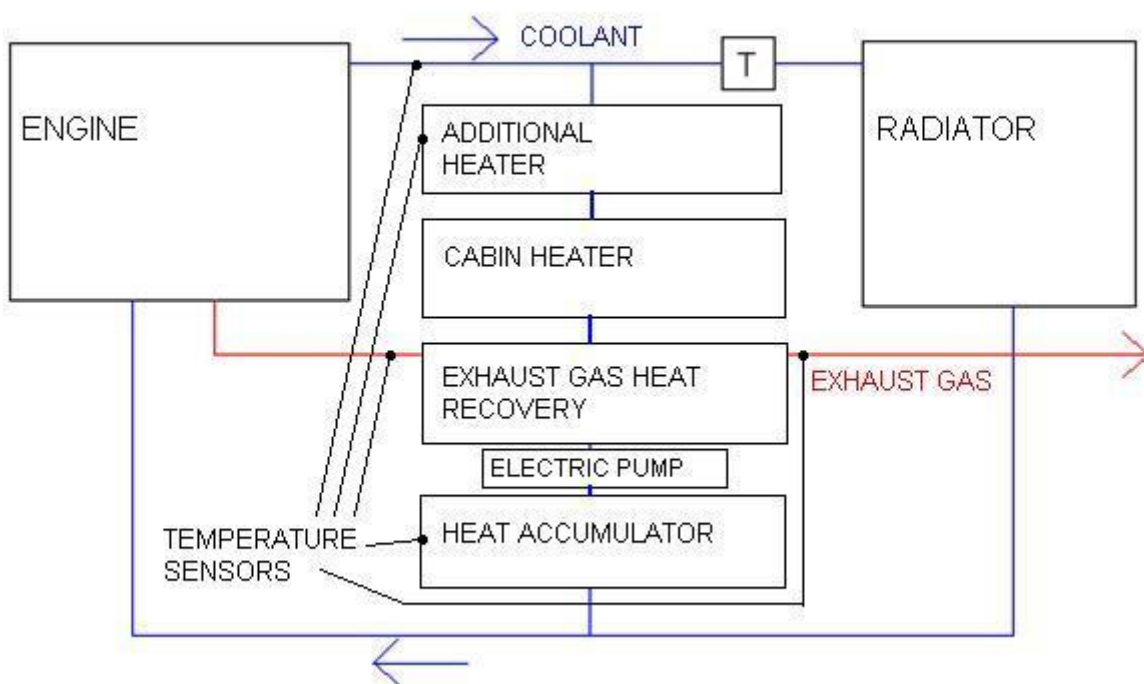 COOLANT
T
ENGINE
RADIATOR
ADDITIONAL
HEATER
CABIN HEATER
EXHAUST GAS HEAT
RECOVERY
EXHAUST GAS
ELECTRIC PUMP
HEAT ACCUMULATOR
TEMPERATURE
SENSORS